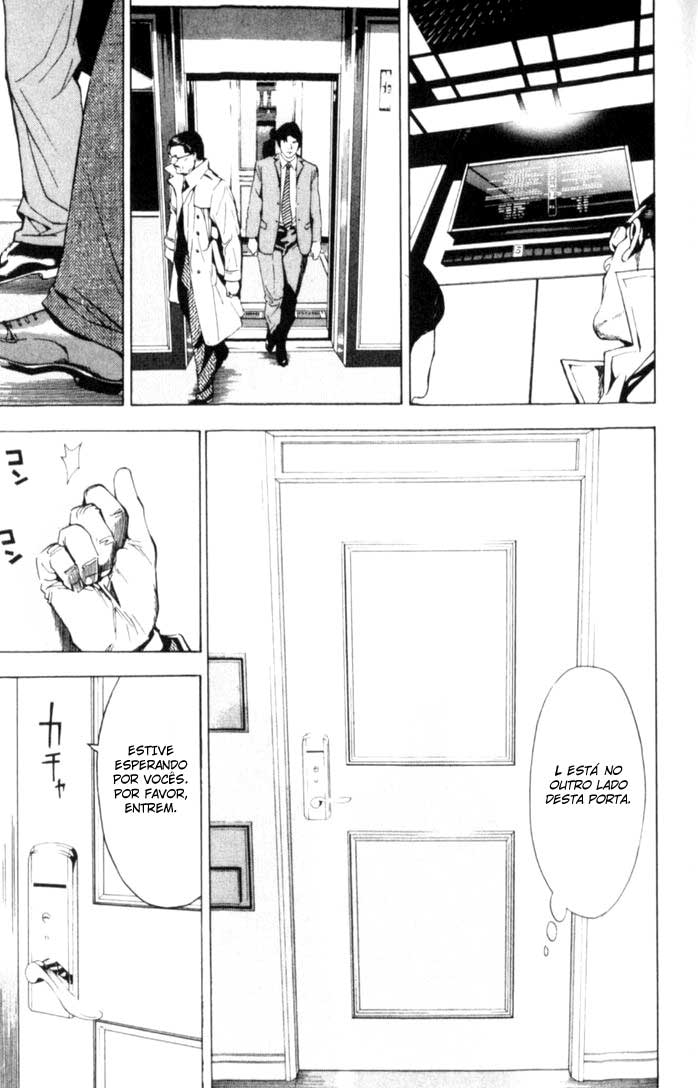 L ESTÁ NO
OUTRO LADO
DESTA PORTA.
コン
コン
ESTIVE
ESPERANDO
POR VOCÊS.
POR FAVOR,
ENTREM.
カチャ